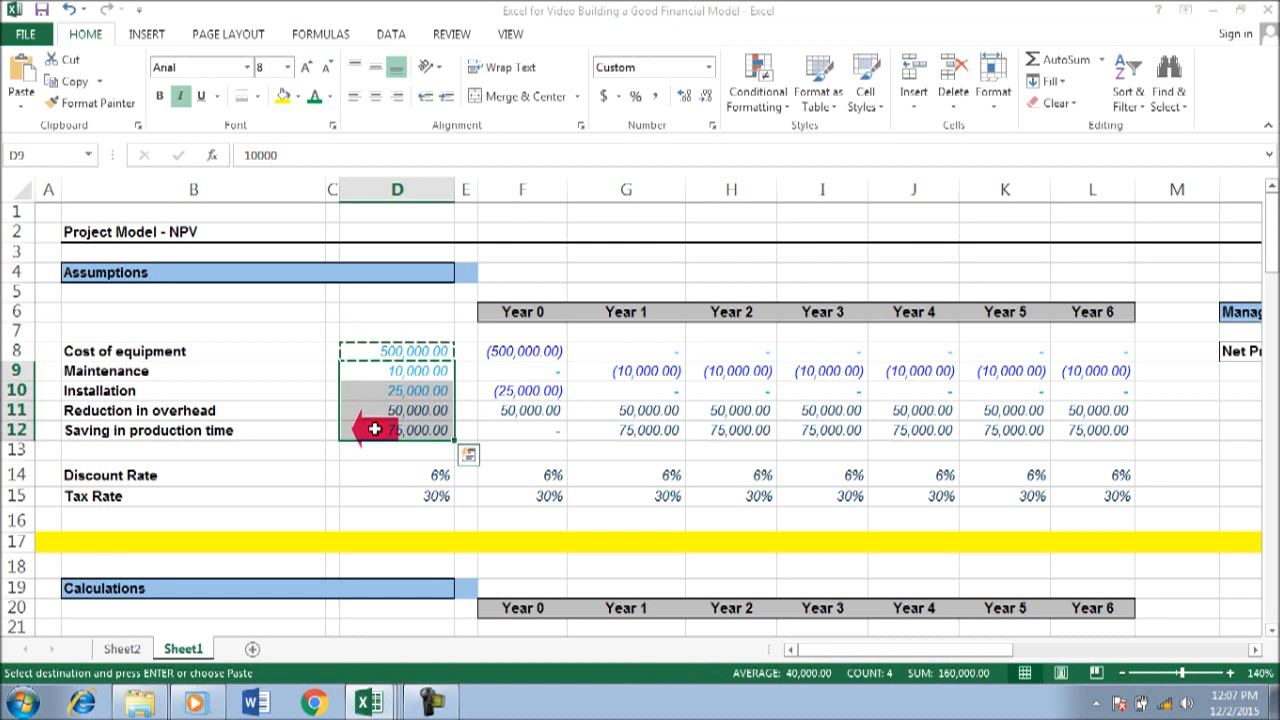 Excel for Video Building a Good Financial Model - Excel
FILE HOME INSERT PAGE LAYOUT FORMULAS DATA REVIEW VIEW Sign in
Cut
Copy
Format Painter
Paste
Clipboard
Arial 8
B I U
Font
Wrap Text
Merge & Center
Alignment
Custom
$ % ,
Number
Conditional Formatting
Format as Table
Cell Styles
Styles
Insert Delete Format
Cells
AutoSum
Fill
Clear
Sort & Filter
Find & Select
Editing
D9 fx 10000
A B C D E F G H I J K L M
1
2 Project Model - NPV
3
4 Assumptions
5
6 Year 0 Year 1 Year 2 Year 3 Year 4 Year 5 Year 6
7
8 Cost of equipment 500,000.00 (500,000.00) - - - - - - Net
9 Maintenance 10,000.00 - (10,000.00) (10,000.00) (10,000.00) (10,000.00) (10,000.00) (10,000.00)
10 Installation 25,000.00 (25,000.00) - - - - - -
11 Reduction in overhead 50,000.00 50,000.00 50,000.00 50,000.00 50,000.00 50,000.00 50,000.00 50,000.00
12 Saving in production time 75,000.00 - 75,000.00 75,000.00 75,000.00 75,000.00 75,000.00 75,000.00
13
14 Discount Rate 6% 6% 6% 6% 6% 6% 6% 6%
15 Tax Rate 30% 30% 30% 30% 30% 30% 30% 30%
16
17
18
19 Calculations
20 Year 0 Year 1 Year 2 Year 3 Year 4 Year 5 Year 6
21
Sheet2 Sheet1
Select destination and press ENTER or choose Paste AVERAGE: 40,000.00 COUNT: 4 SUM: 160,000.00 140%
12:07 PM
12/2/2015